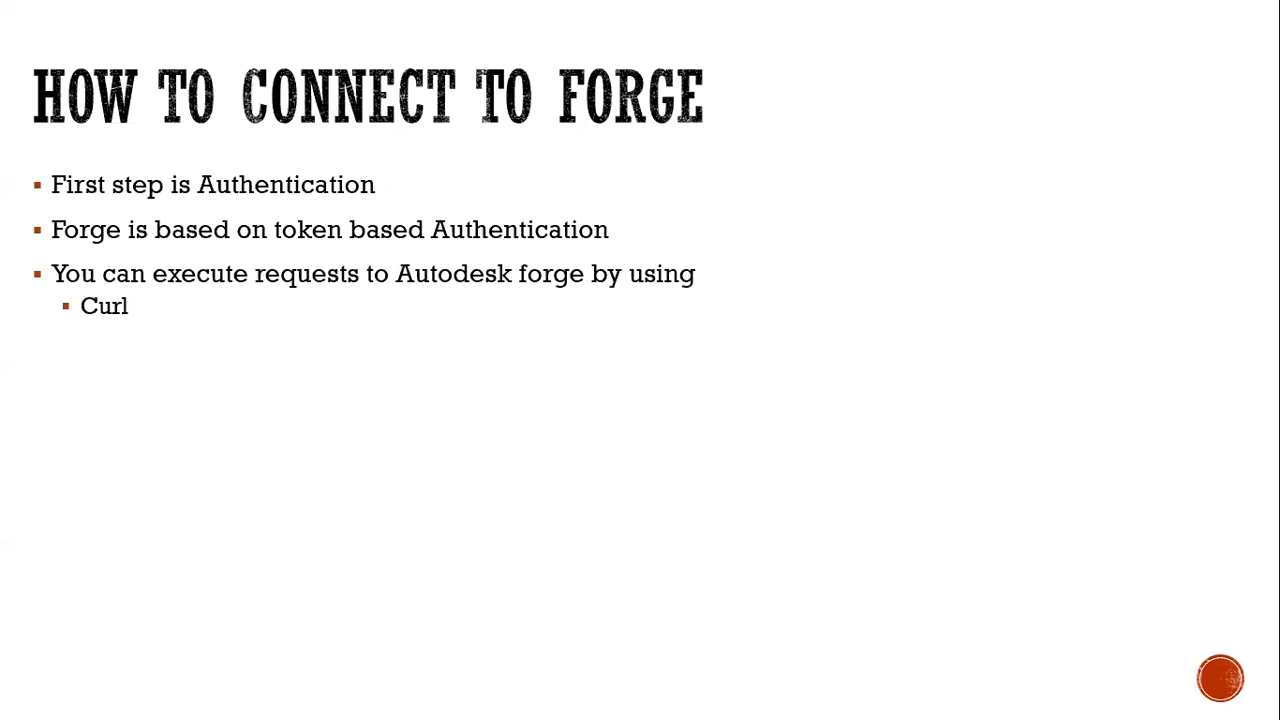 HOW TO CONNECT TO FORGE
▪ First step is Authentication
▪ Forge is based on token based Authentication
▪ You can execute requests to Autodesk forge by using
▪ Curl